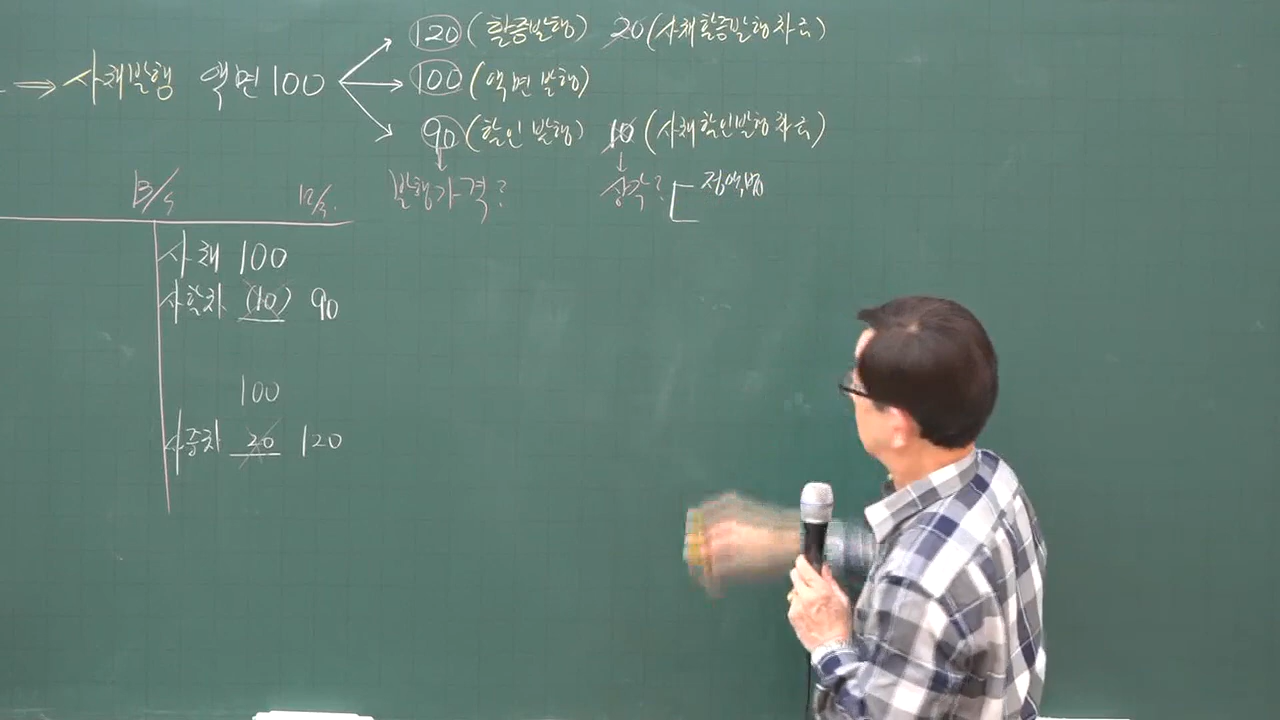 120 (할증발행) 20 (사채할증발행차금)
⇒ 사채발행 액면 100 100 (액면발행)
90 (할인발행) 10 (사채할인발행차금)
발행가격? 상각? 정액법
B/S
사채 100
사할차 (10) 90
100
사증차 20 120